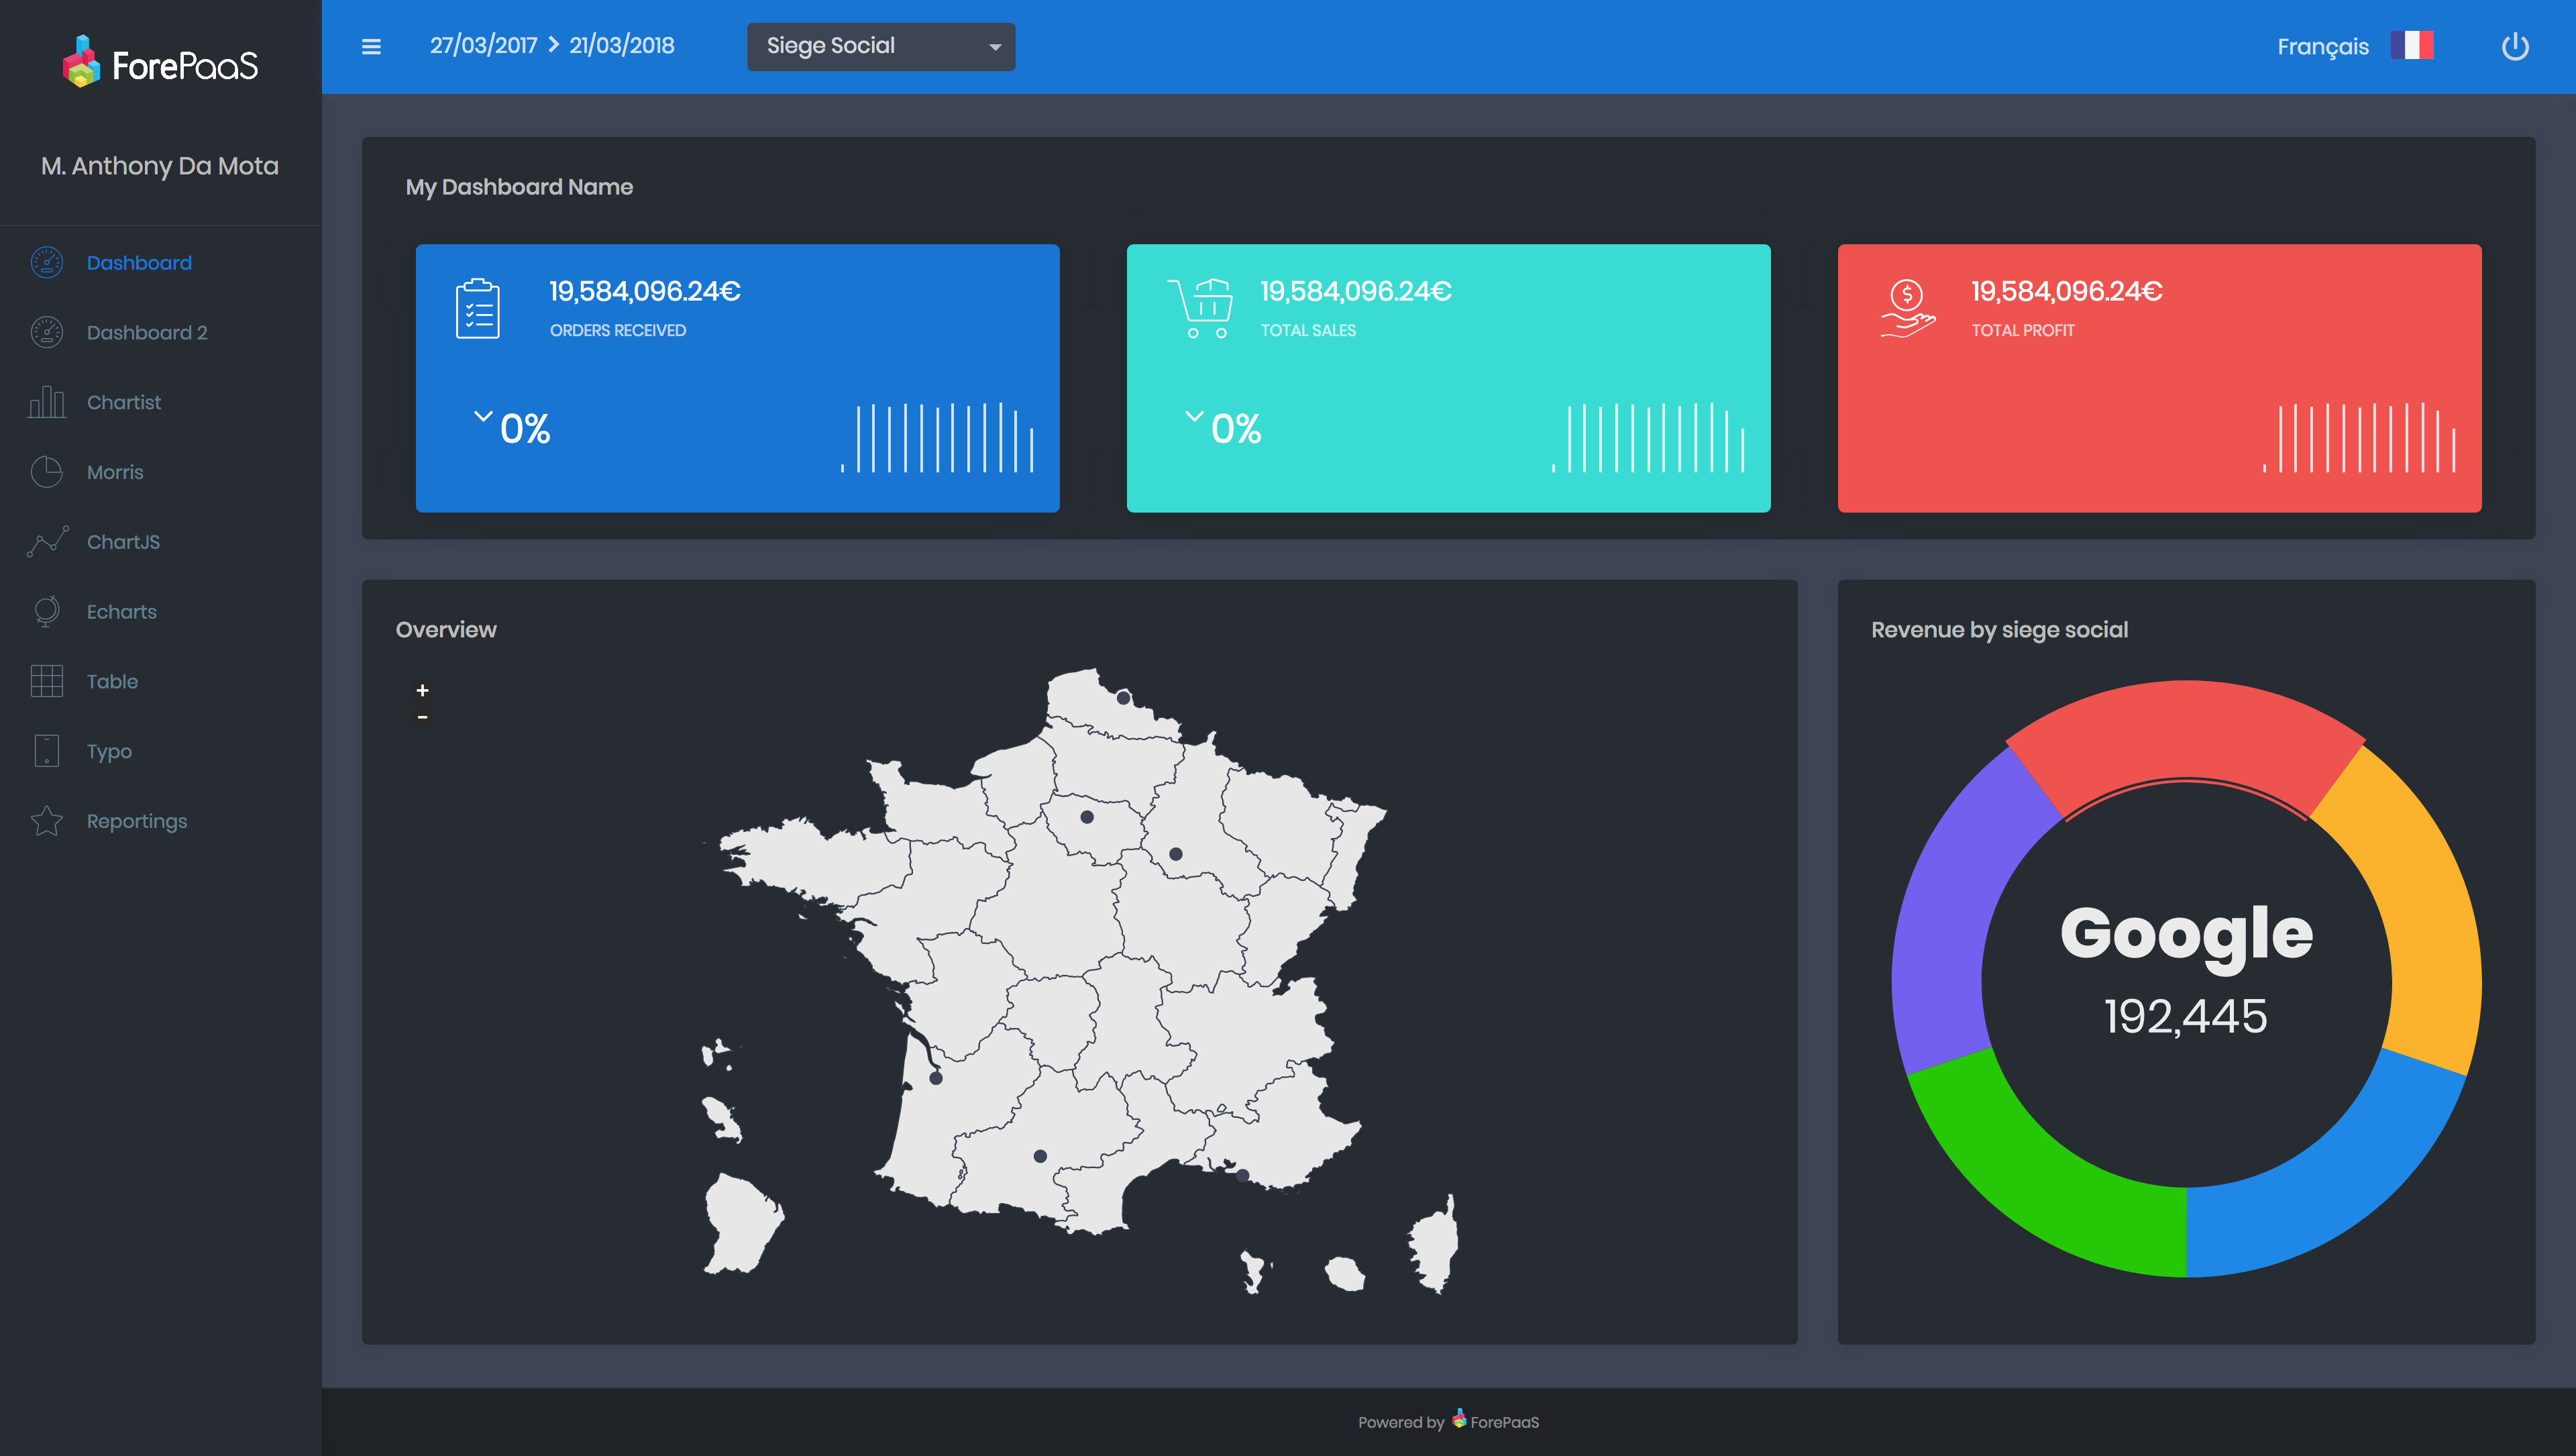 ForePaaS
M. Anthony Da Mota
Dashboard
Dashboard 2
Chartist
Morris
ChartJS
Echarts
Table
Typo
Reportings
27/03/2017 > 21/03/2018
Siege Social
Français
My Dashboard Name
19,584,096.24€
ORDERS RECEIVED
0%
19,584,096.24€
TOTAL SALES
0%
19,584,096.24€
TOTAL PROFIT
Overview
+
-
Revenue by siege social
Google
192,445
Powered by ForePaaS